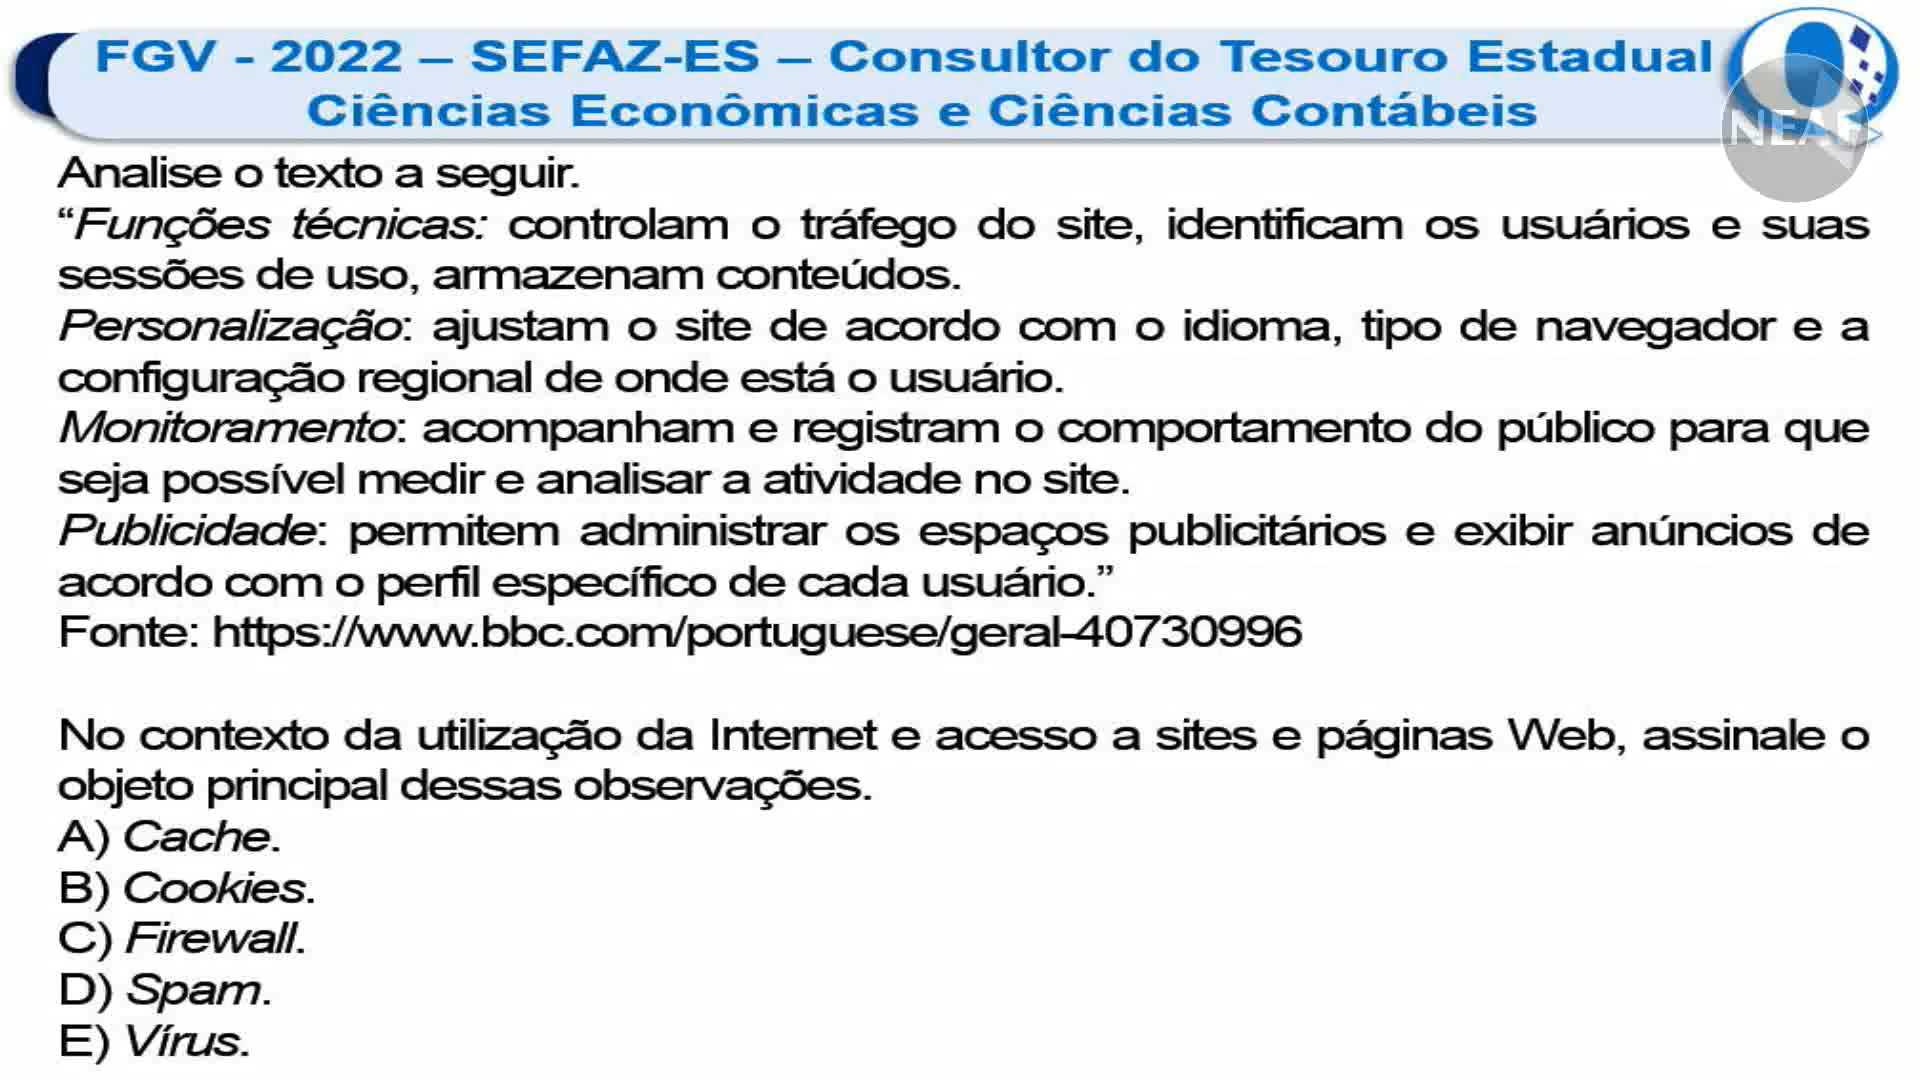 FGV - 2022 – SEFAZ-ES – Consultor do Tesouro Estadual
Ciências Econômicas e Ciências Contábeis
NEAF
Analise o texto a seguir.
“Funções técnicas: controlam o tráfego do site, identificam os usuários e suas
sessões de uso, armazenam conteúdos.
Personalização: ajustam o site de acordo com o idioma, tipo de navegador e a
configuração regional de onde está o usuário.
Monitoramento: acompanham e registram o comportamento do público para que
seja possível medir e analisar a atividade no site.
Publicidade: permitem administrar os espaços publicitários e exibir anúncios de
acordo com o perfil específico de cada usuário.”
Fonte: https://www.bbc.com/portuguese/geral-40730996
No contexto da utilização da Internet e acesso a sites e páginas Web, assinale o
objeto principal dessas observações.
A) Cache.
B) Cookies.
C) Firewall.
D) Spam.
E) Vírus.